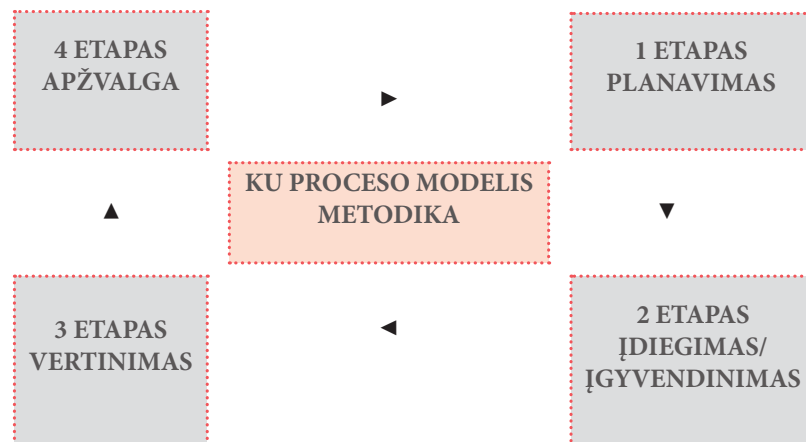 4 ETAPAS
APŽVALGA
1 ETAPAS
PLANAVIMAS
KU PROCESO MODELIS
METODIKA
3 ETAPAS
VERTINIMAS
2 ETAPAS
ĮDIEGIMAS/
ĮGYVENDINIMAS